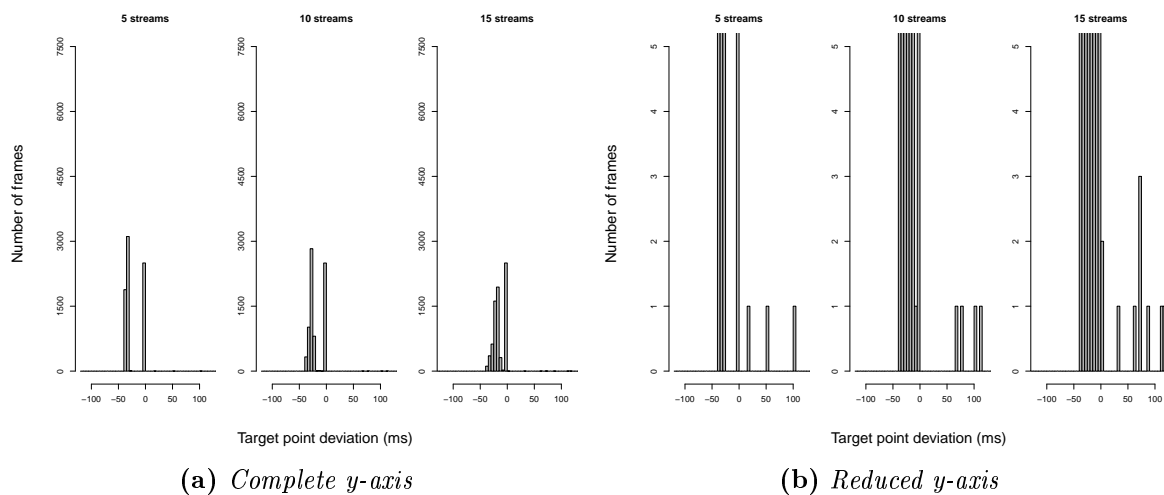 5 streams 10 streams 15 streams
Number of frames
7500
6000
4500
3000
1500
0
−100 −50 0 50 100
7500
6000
4500
3000
1500
0
−100 −50 0 50 100
7500
6000
4500
3000
1500
0
−100 −50 0 50 100
Target point deviation (ms)
(a) Complete y-axis
5 streams 10 streams 15 streams
Number of frames
5
4
3
2
1
0
−100 −50 0 50 100
5
4
3
2
1
0
−100 −50 0 50 100
5
4
3
2
1
0
−100 −50 0 50 100
Target point deviation (ms)
(b) Reduced y-axis